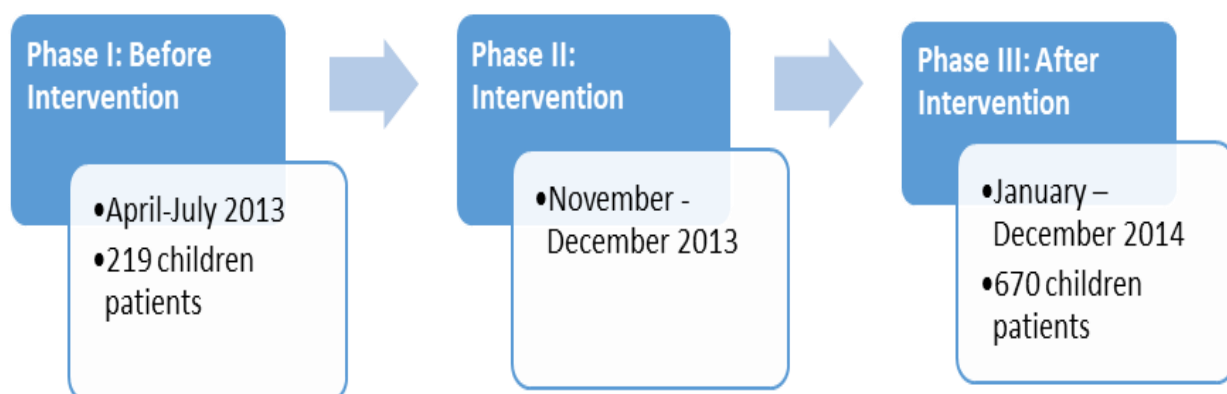 Phase I: Before
Intervention
•April-July 2013
•219 children
patients
Phase II:
Intervention
•November -
December 2013
Phase III: After
Intervention
•January –
December 2014
•670 children
patients